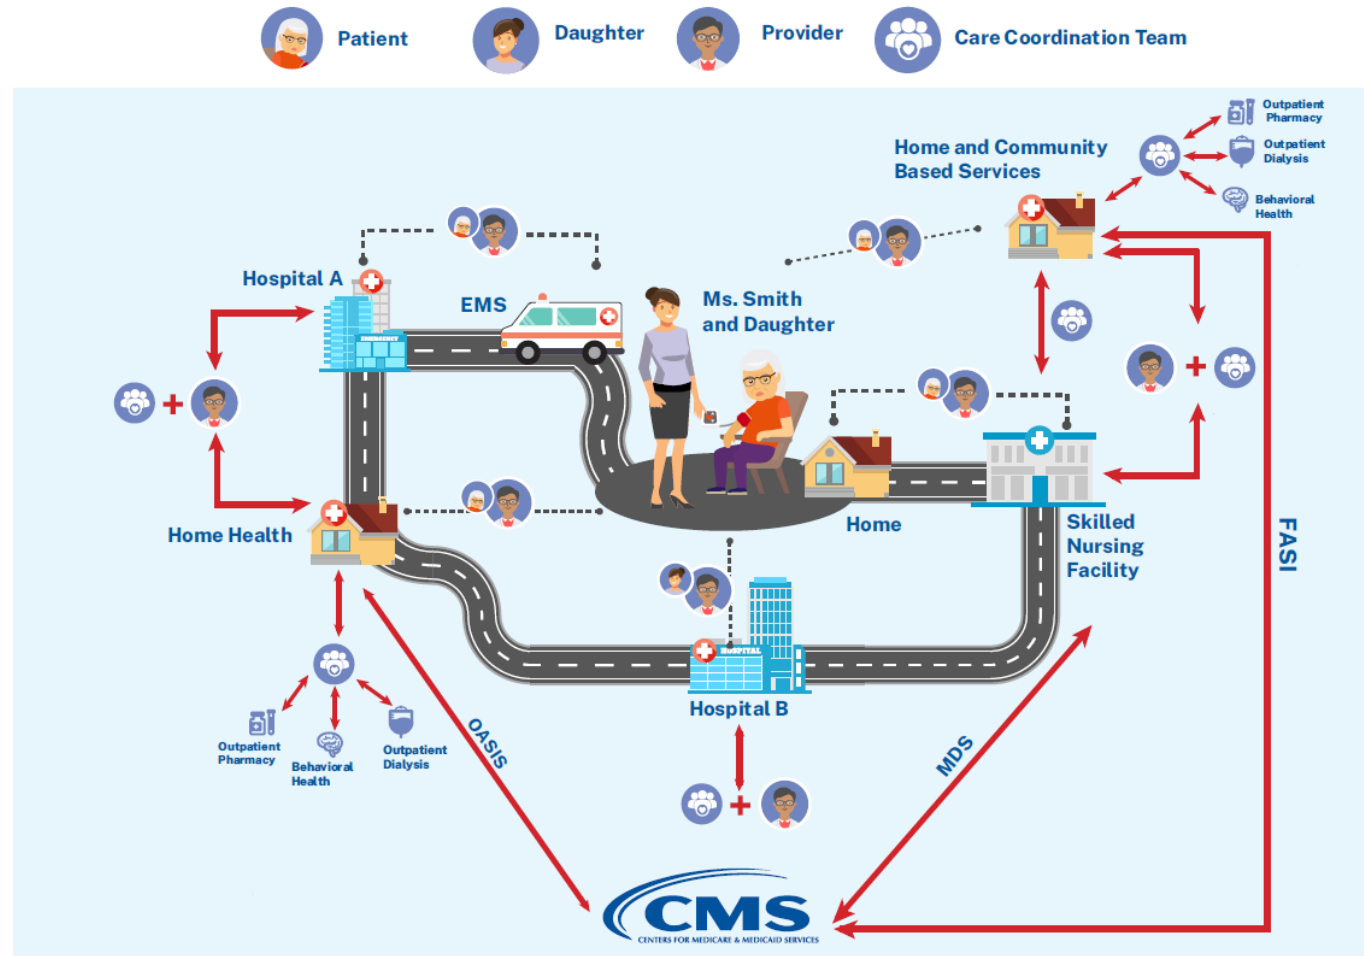 Patient
Daughter
Provider
Care Coordination Team
Outpatient
Pharmacy
Home and Community
Based Services
Outpatient
Dialysis
Behavioral
Health
Hospital A
EMS
Ms. Smith
and Daughter
EMERGENCY
Home Health
Home
Skilled
Nursing
Facility
FASI
HOSPITAL
Hospital B
Outpatient
Pharmacy
Behavioral
Health
Outpatient
Dialysis
OASIS
MDS
CMS
CENTERS FOR MEDICARE & MEDICAID SERVICES